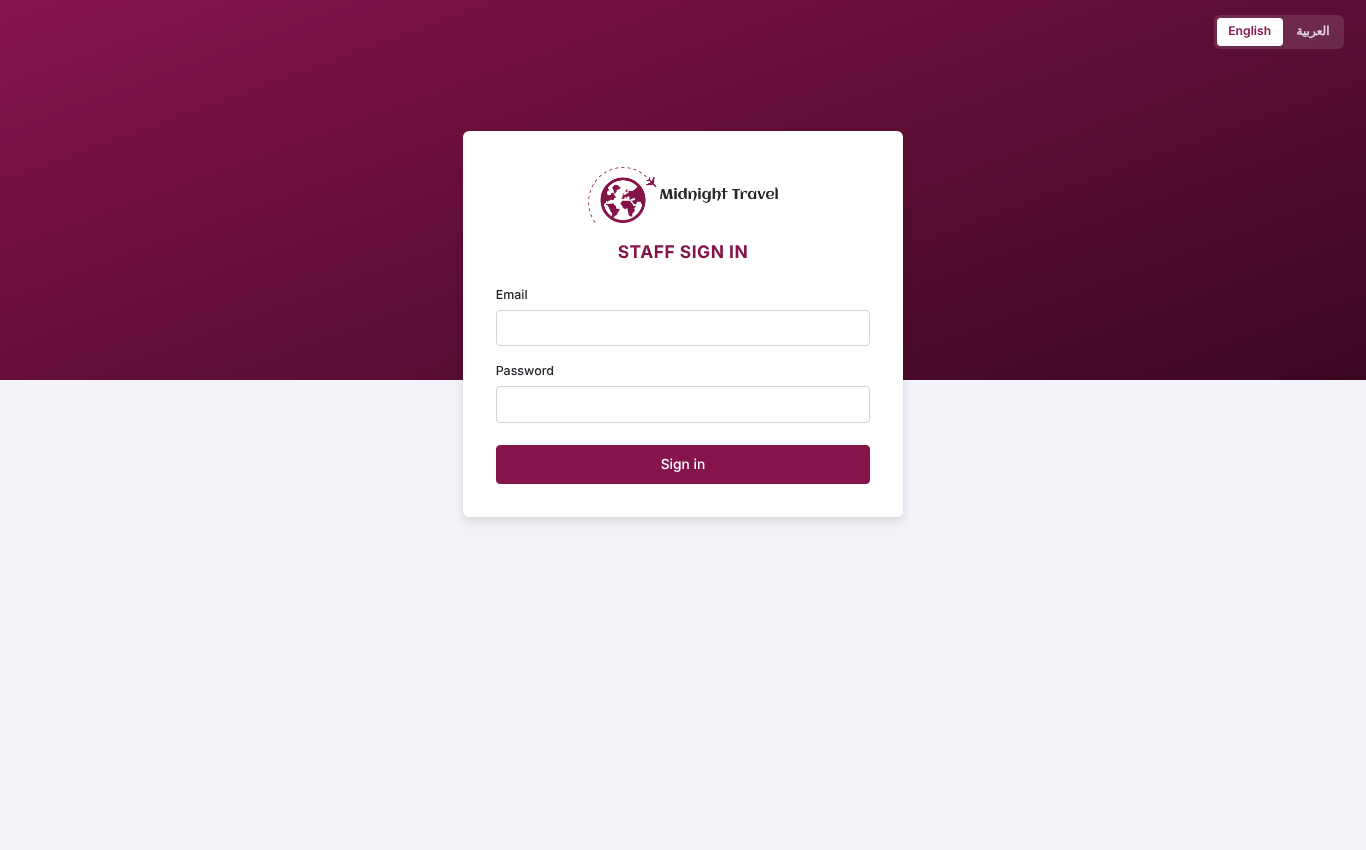 English العربية
Midnight Travel
STAFF SIGN IN
Email
Password
Sign in